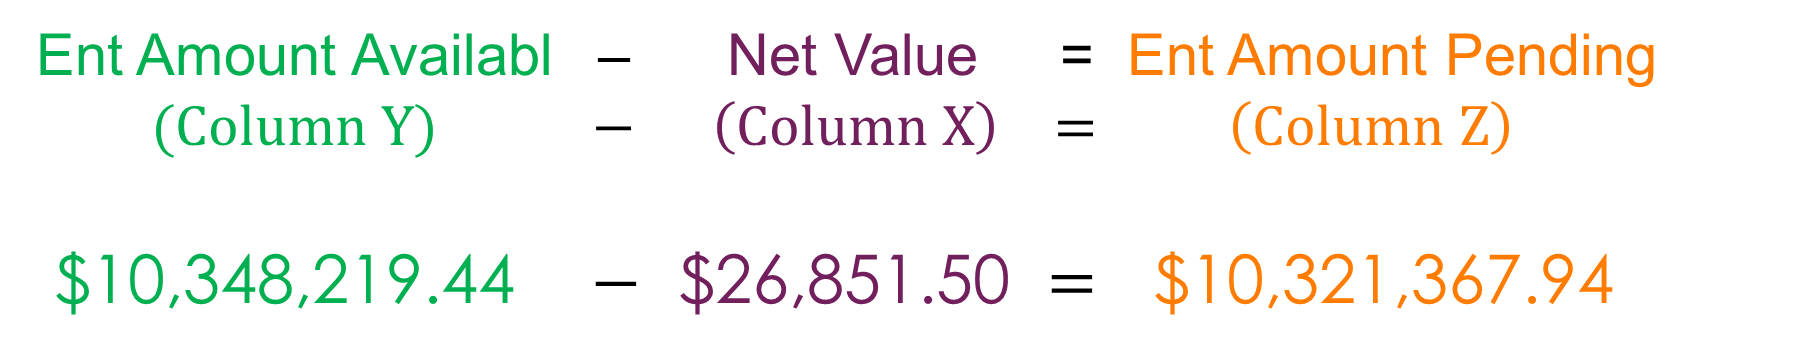 Ent Amount Availabl – Net Value = Ent Amount Pending
(Column Y) – (Column X) = (Column Z)
$10,348,219.44 – $26,851.50 = $10,321,367.94